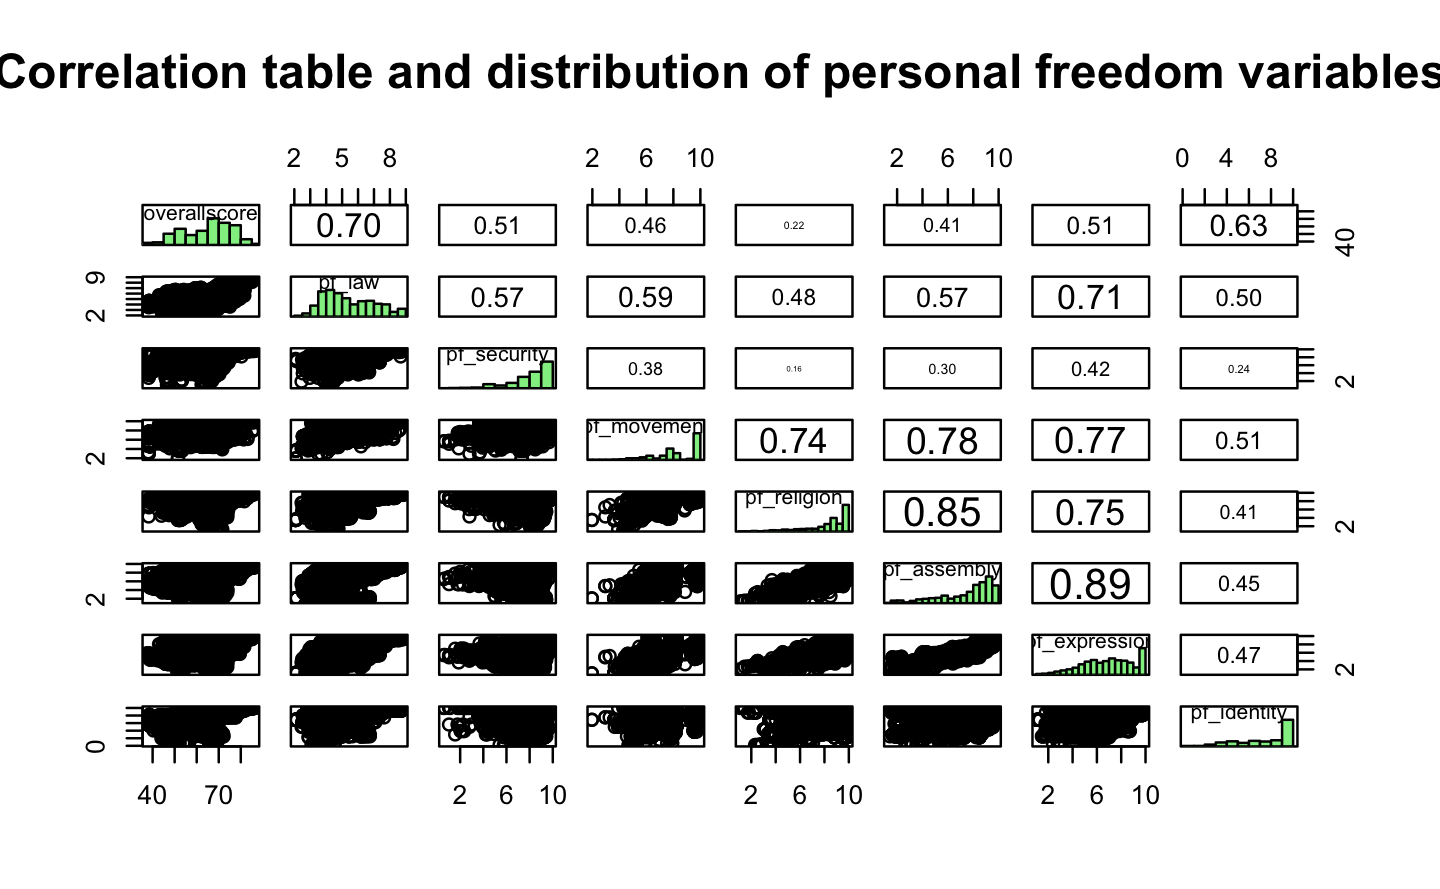 Correlation table and distribution of personal freedom variables
2 5 8 2 6 10 2 6 10 0 4 8
overallscore 0.70 0.51 0.46 0.22 0.41 0.51 0.63 40
2 9 pf_law 0.57 0.59 0.48 0.57 0.71 0.50
pf_security 0.38 0.16 0.30 0.42 0.24 2
2 pf_movement 0.74 0.78 0.77 0.51
pf_religion 0.85 0.75 0.41 2
2 pf_assembly 0.89 0.45
pf_expression 0.47 2
0 pf_identity
40 70 2 6 10 2 6 10 2 6 10